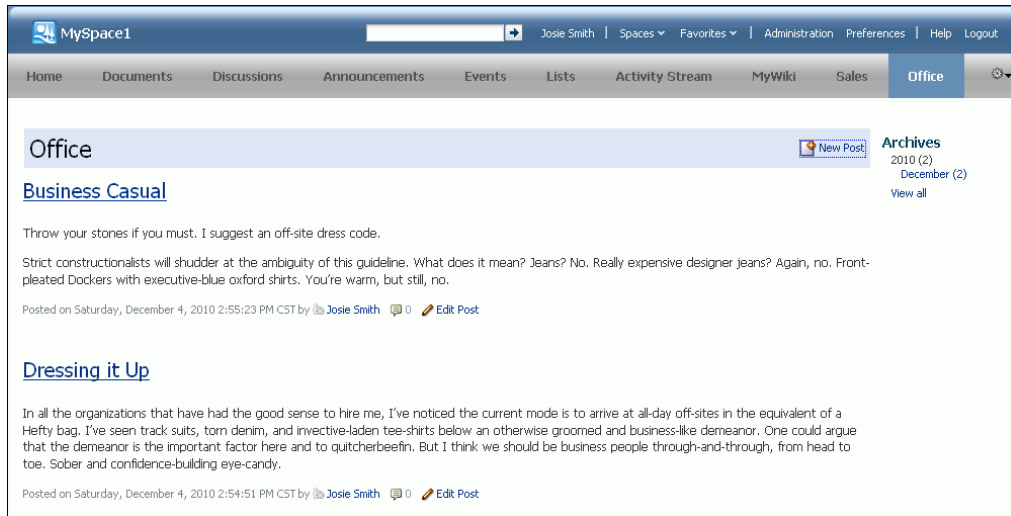 MySpace1
Josie Smith | Spaces Favorites | Administration Preferences | Help Logout
Home Documents Discussions Announcements Events Lists Activity Stream MyWiki Sales Office
Office
New Post
Archives
2010 (2)
December (2)
View all
Business Casual
Throw your stones if you must. I suggest an off-site dress code.
Strict constructionalists will shudder at the ambiguity of this guideline. What does it mean? Jeans? No. Really expensive designer jeans? Again, no. Front-
pleated Dockers with executive-blue oxford shirts. You're warm, but still, no.
Posted on Saturday, December 4, 2010 2:55:23 PM CST by Josie Smith 0 Edit Post
Dressing it Up
In all the organizations that have had the good sense to hire me, I've noticed the current mode is to arrive at all-day off-sites in the equivalent of a
Hefty bag. I've seen track suits, torn denim, and invective-laden tee-shirts below an otherwise groomed and business-like demeanor. One could argue
that the demeanor is the important factor here and to quitcherbeefin. But I think we should be business people through-and-through, from head to
toe. Sober and confidence-building eye-candy.
Posted on Saturday, December 4, 2010 2:54:51 PM CST by Josie Smith 0 Edit Post